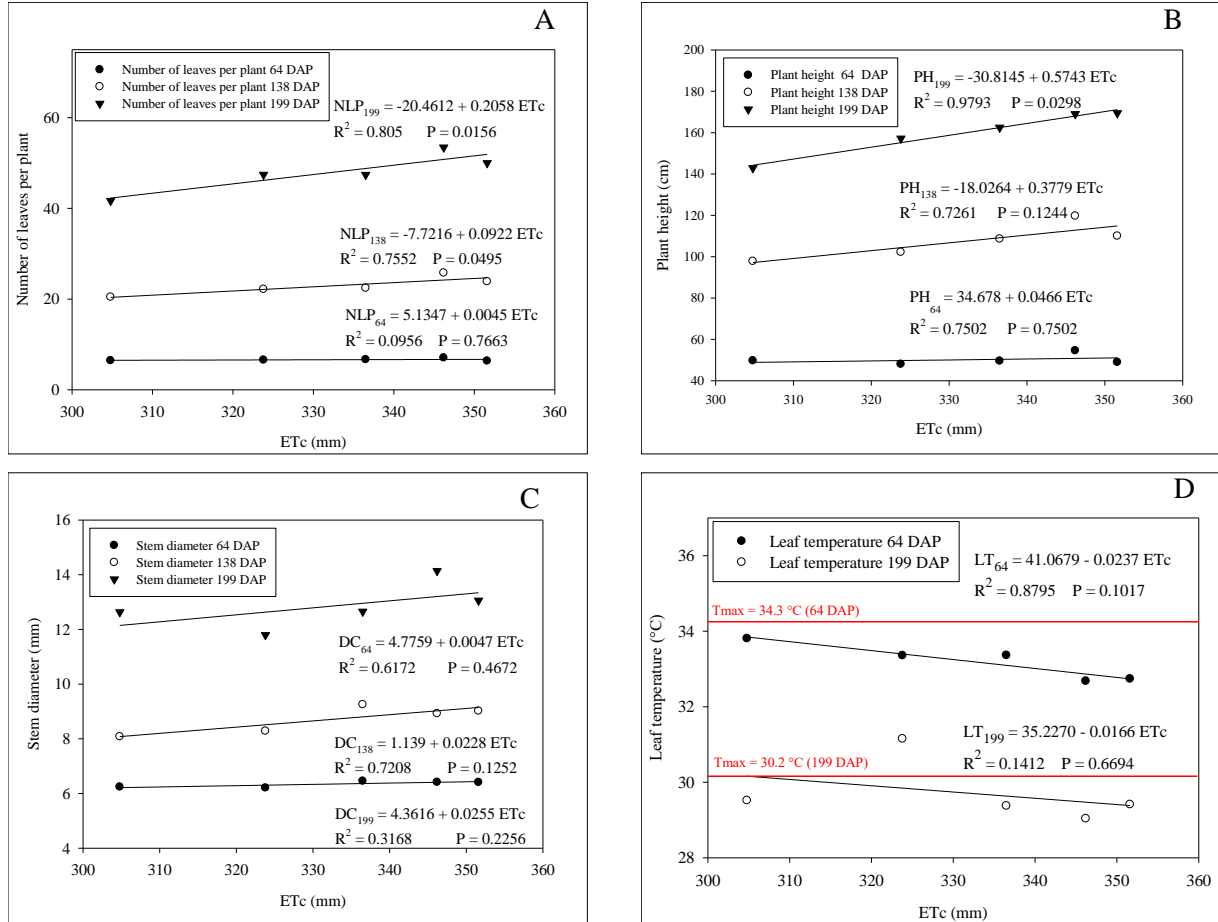 A
Number of leaves per plant 64 DAP
Number of leaves per plant 138 DAP
Number of leaves per plant 199 DAP
NLP199 = -20.4612 + 0.2058 ETc
R2 = 0.805 P = 0.0156
NLP138 = -7.7216 + 0.0922 ETc
R2 = 0.7552 P = 0.0495
NLP64 = 5.1347 + 0.0045 ETc
R2 = 0.0956 P = 0.7663
Number of leaves per plant
60
40
20
0
300 310 320 330 340 350 360
ETc (mm)
B
Plant height 64 DAP
Plant height 138 DAP
Plant height 199 DAP
PH199 = -30.8145 + 0.5743 ETc
R2 = 0.9793 P = 0.0298
PH138 = -18.0264 + 0.3779 ETc
R2 = 0.7261 P = 0.1244
PH64 = 34.678 + 0.0466 ETc
R2 = 0.7502 P = 0.7502
Plant height (cm)
200
180
160
140
120
100
80
60
40
300 310 320 330 340 350 360
ETc (mm)
C
Stem diameter 64 DAP
Stem diameter 138 DAP
Stem diameter 199 DAP
DC64 = 4.7759 + 0.0047 ETc
R2 = 0.6172 P = 0.4672
DC138 = 1.139 + 0.0228 ETc
R2 = 0.7208 P = 0.1252
DC199 = 4.3616 + 0.0255 ETc
R2 = 0.3168 P = 0.2256
Stem diameter (mm)
16
14
12
10
8
6
4
300 310 320 330 340 350 360
ETc (mm)
D
Leaf temperature 64 DAP
Leaf temperature 199 DAP
LT64 = 41.0679 - 0.0237 ETc
R2 = 0.8795 P = 0.1017
Tmax = 34.3 °C (64 DAP)
LT199 = 35.2270 - 0.0166 ETc
R2 = 0.1412 P = 0.6694
Tmax = 30.2 °C (199 DAP)
Leaf temperature (°C)
36
34
32
30
28
300 310 320 330 340 350 360
ETc (mm)